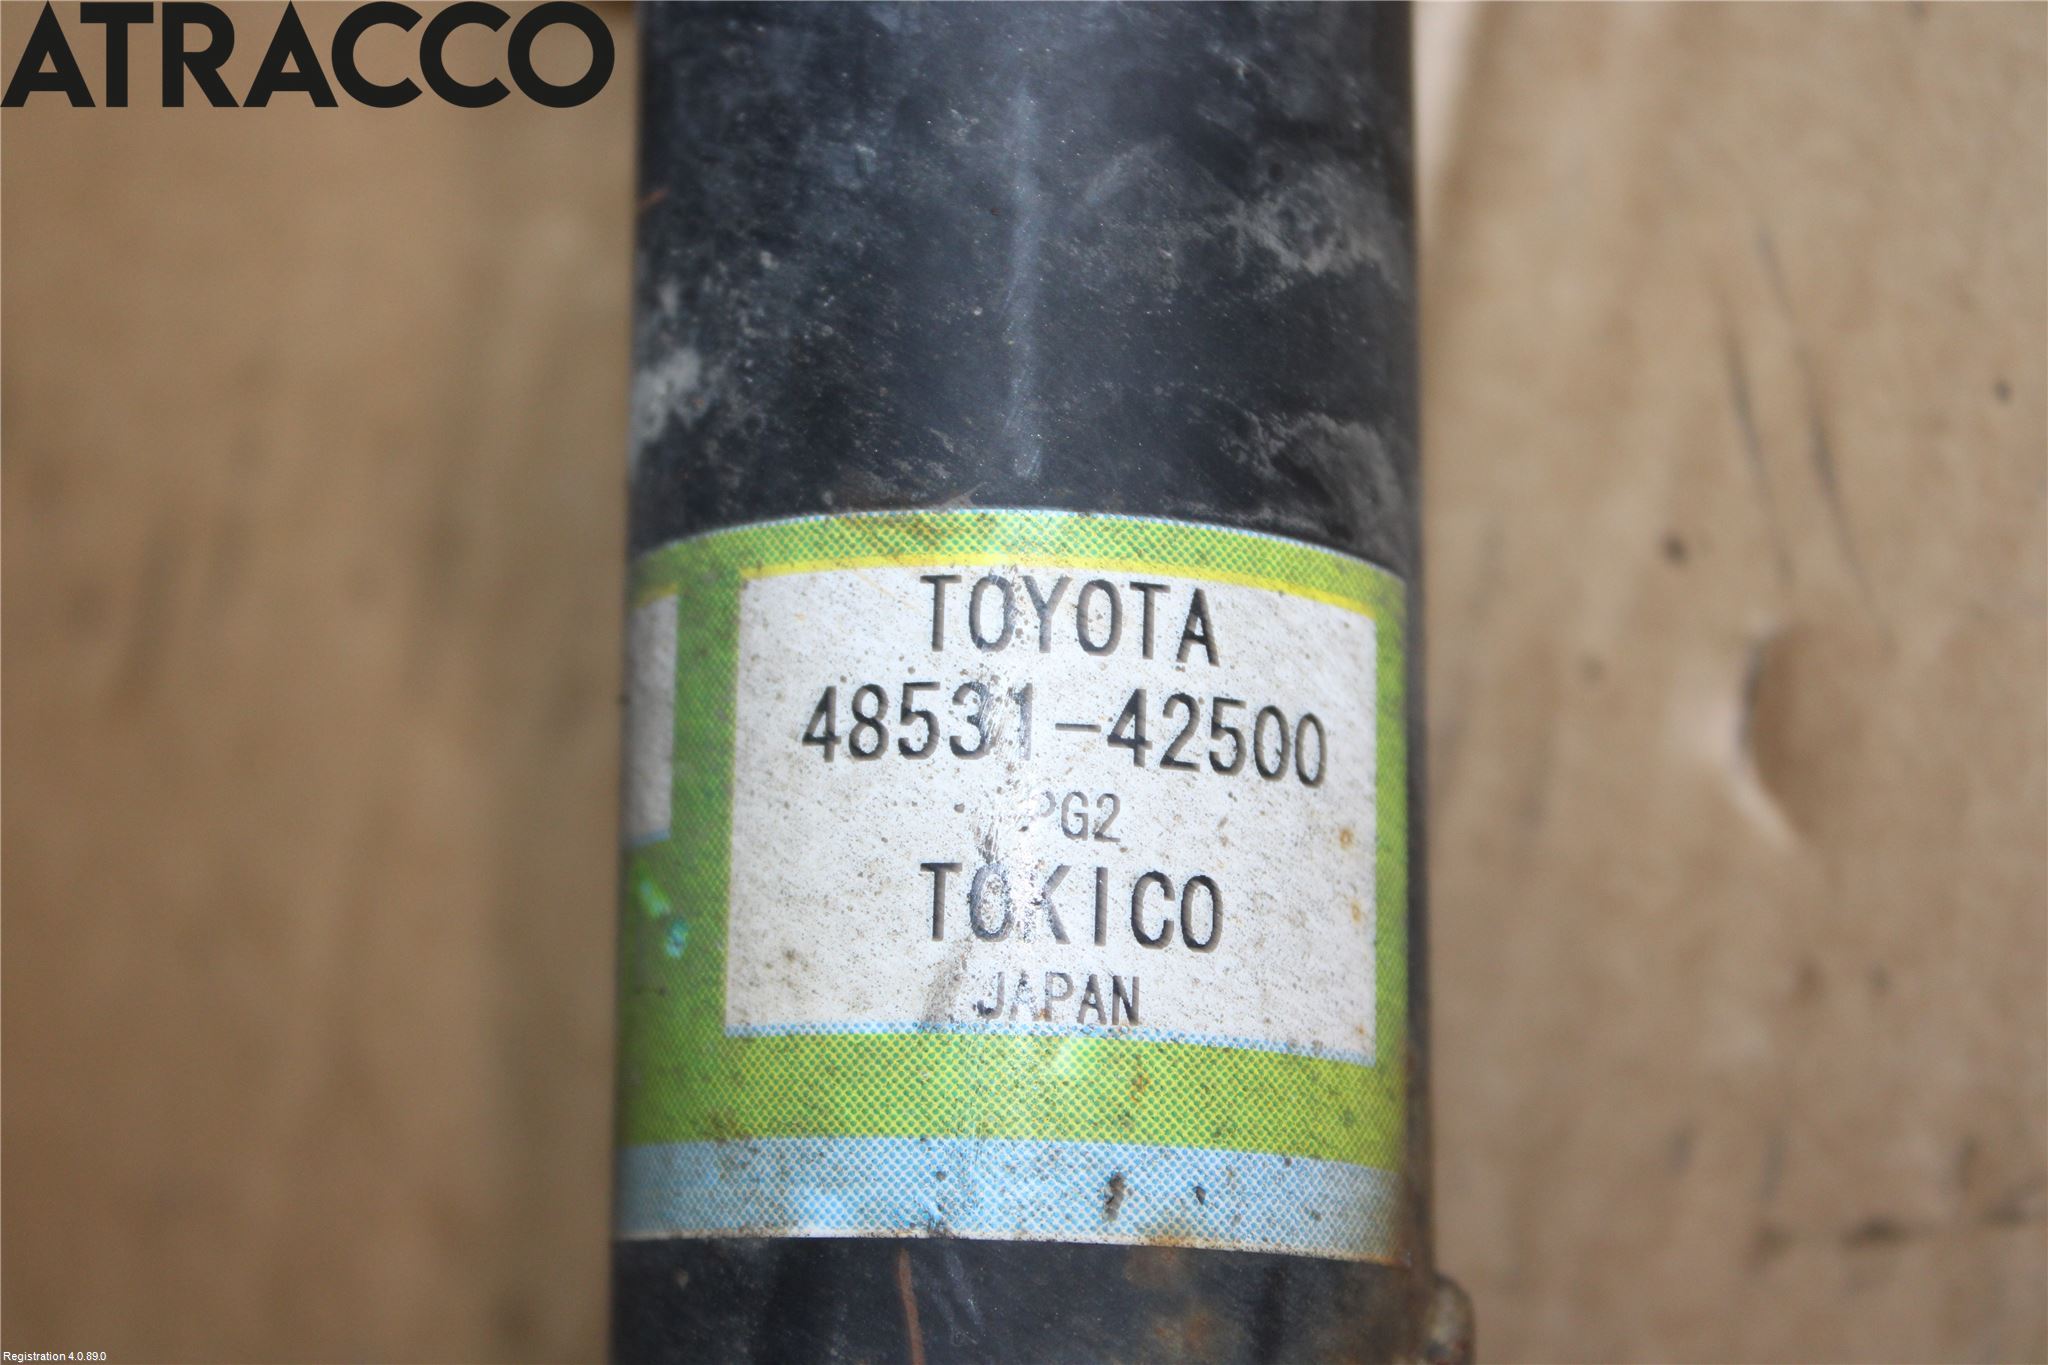 ATRACCO
TOYOTA
48531-42500
PG2
TOKICO
JAPAN
Registration 4.0.89.0